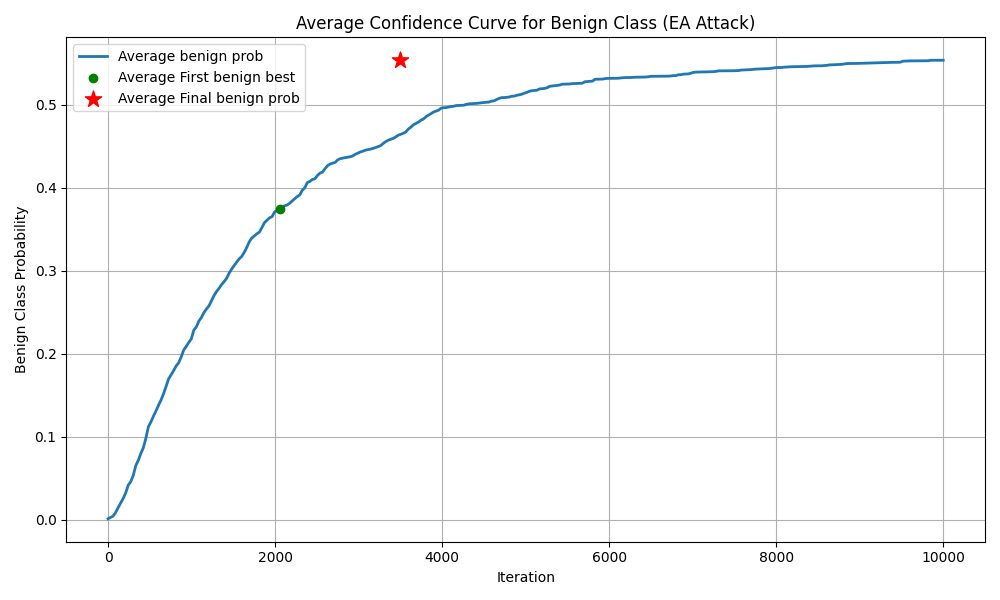 Average Confidence Curve for Benign Class (EA Attack)
Average benign prob
Average First benign best
Average Final benign prob
Benign Class Probability
0.5
0.4
0.3
0.2
0.1
0.0
0 2000 4000 6000 8000 10000
Iteration